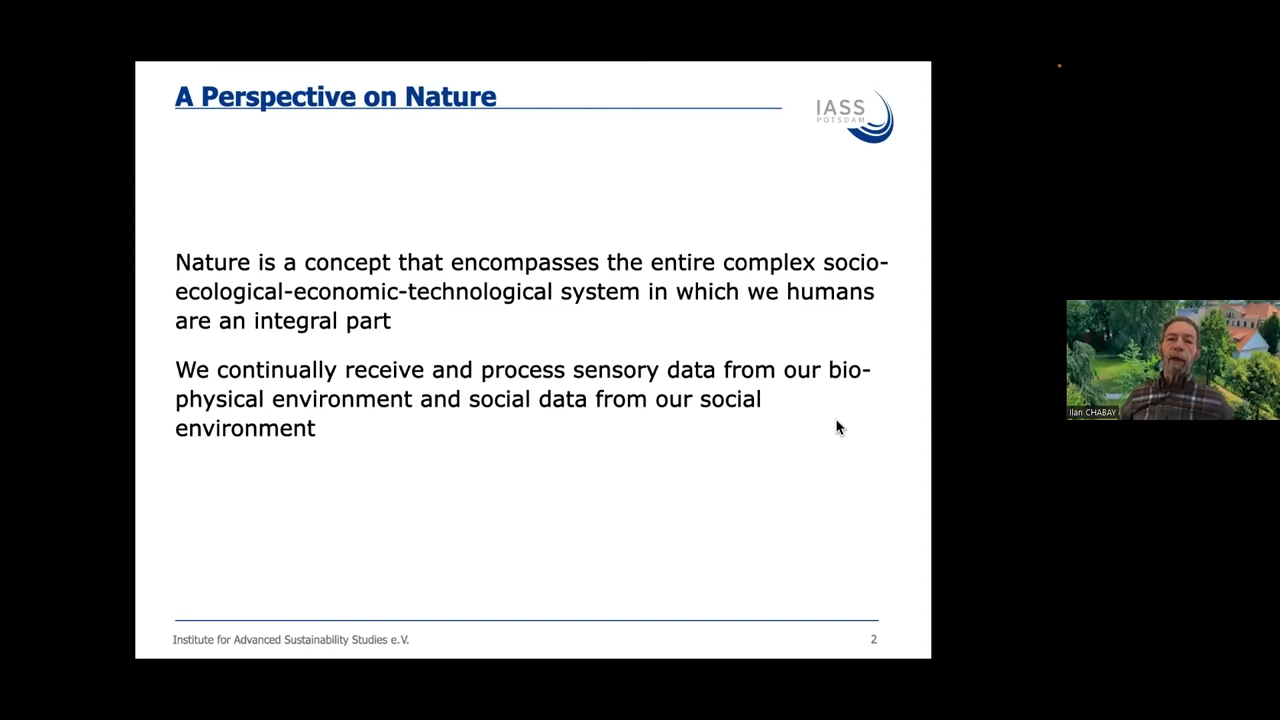 A Perspective on Nature
IASS
POTSDAM
Nature is a concept that encompasses the entire complex socio-
ecological-economic-technological system in which we humans
are an integral part
We continually receive and process sensory data from our bio-
physical environment and social data from our social
environment
Ilan CHABAY
Institute for Advanced Sustainability Studies e.V.
2